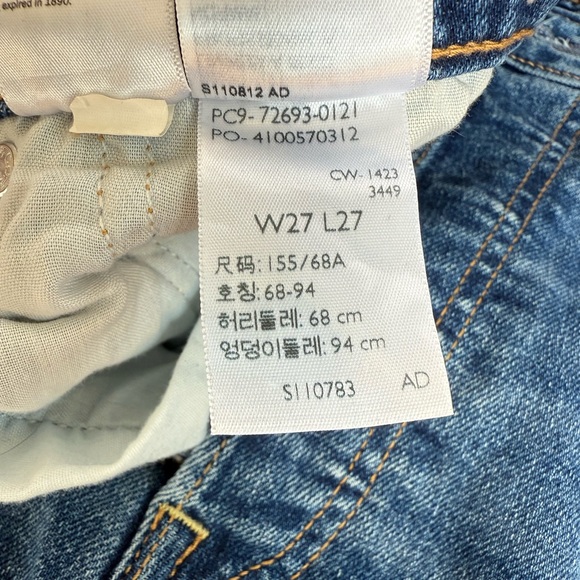 expired in 1890.
S110812 AD
PC9- 72693-0121
PO- 4100570312
CW- 1423
3449
W27 L27
尺码: 155/68A
호칭: 68-94
허리둘레: 68 cm
엉덩이둘레: 94 cm
S110783 AD